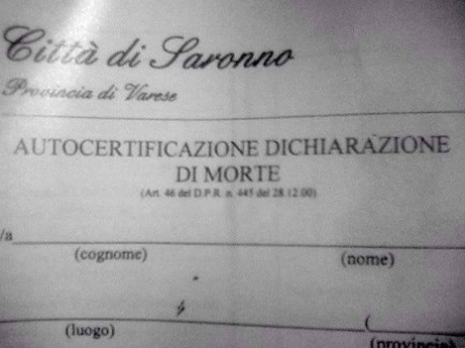 Città di Saronno
Provincia di Varese
AUTOCERTIFICAZIONE DICHIARAZIONE
DI MORTE
(Art. 46 del D.P.R. n. 445 del 28.12.00)
/a
(cognome) (nome)
(
(luogo) (provincia)